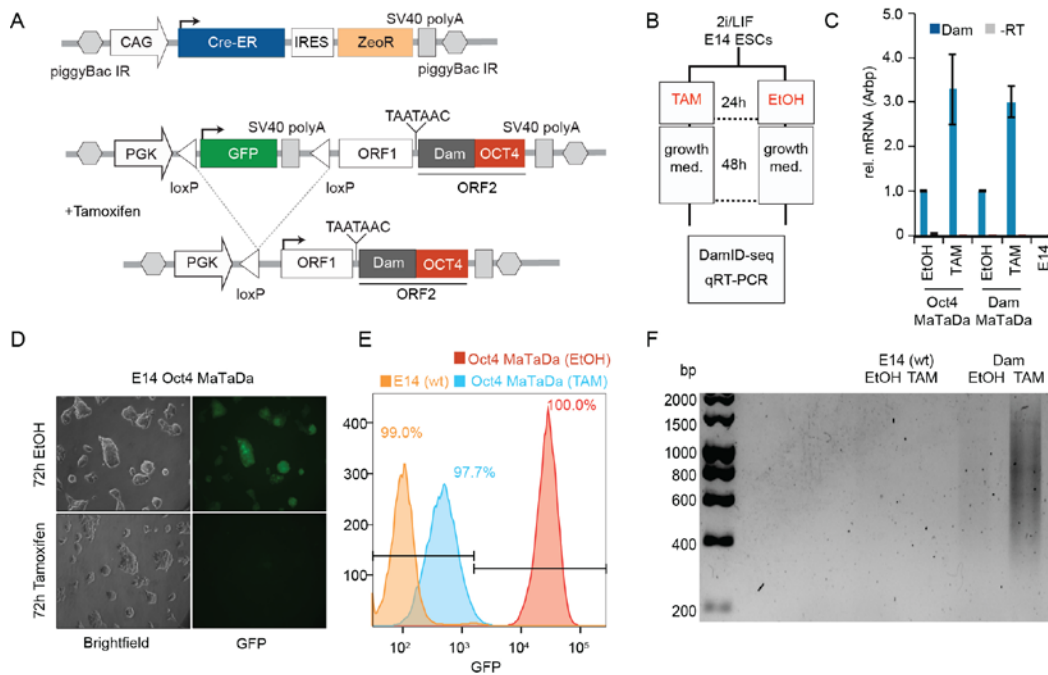 A
CAG
Cre-ER
IRES
ZeoR
SV40 polyA
piggyBac IR
piggyBac IR
TAATAAC
SV40 polyA
SV40 polyA
PGK
GFP
ORF1
Dam
OCT4
loxP
loxP
ORF2
+Tamoxifen
TAATAAC
PGK
ORF1
Dam
OCT4
loxP
ORF2
B
2i/LIF
E14 ESCs
TAM
24h
EtOH
growth
med.
48h
growth
med.
DamID-seq
qRT-PCR
C
Dam
-RT
rel. mRNA (Arbp)
5.0
4.0
3.0
2.0
1.0
0
EtOH
TAM
EtOH
TAM
E14
Oct4
MaTaDa
Dam
MaTaDa
D
E14 Oct4 MaTaDa
72h EtOH
72h Tamoxifen
Brightfield
GFP
E
Oct4 MaTaDa (EtOH)
E14 (wt)
Oct4 MaTaDa (TAM)
100.0%
99.0%
97.7%
400
300
200
100
10²
10³
10⁴
10⁵
GFP
F
E14 (wt)
Dam
bp
EtOH TAM
EtOH TAM
2000
1500
1000
800
600
400
200